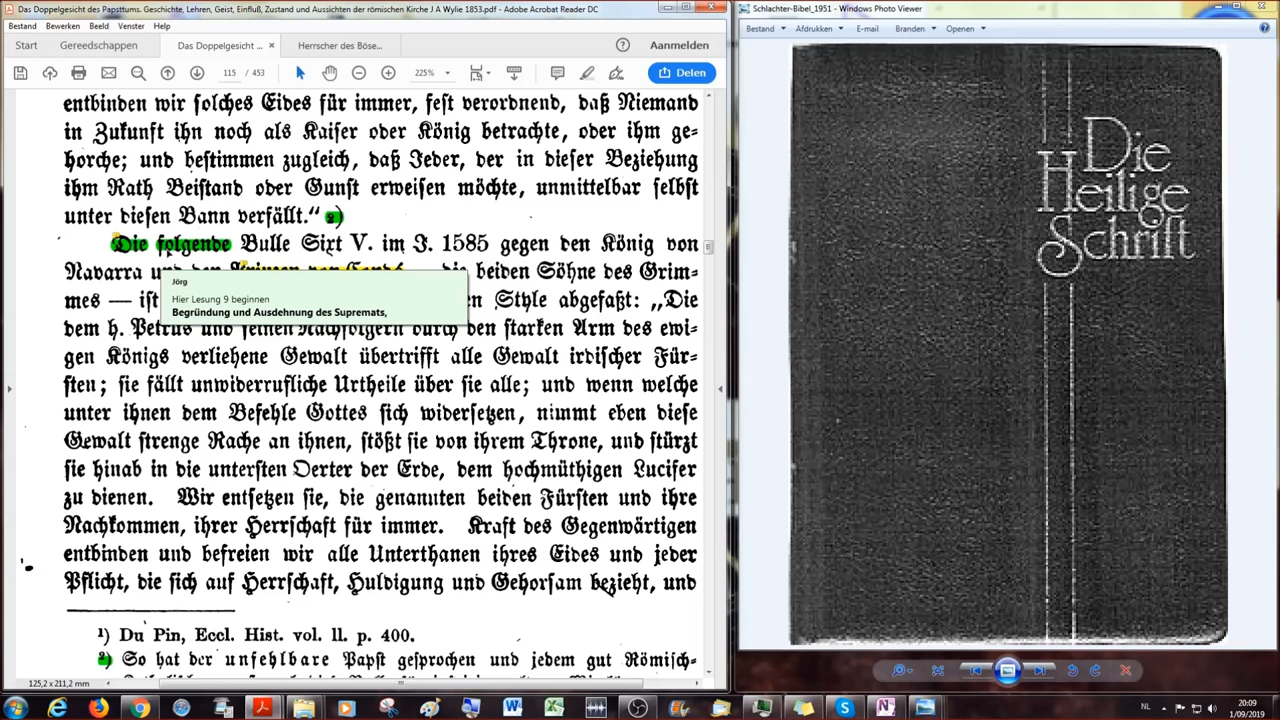 Das Doppelgesicht des Papsttums. Geschichte, Lehren, Geist, Einfluß, Zustand und Aussichten der römischen Kirche J A Wylie 1853.pdf - Adobe Acrobat Reader DC
Bestand Bewerken Beeld Venster Help
Start Gereedschappen Das Doppelgesicht ... × Herrscher des Böse... Aanmelden
115 / 453 225% Delen
entbinden wir solches Eides für immer, fest verordnend, daß Niemand
in Zukunft ihn noch als Kaiser oder König betrachte, oder ihm ge-
horche; und bestimmen zugleich, daß Jeder, der in dieser Beziehung
ihm Rath Beistand oder Gunst erweisen möchte, unmittelbar selbst
unter diesen Bann verfällt.“ 2)
Die folgende Bulle Sixt V. im J. 1585 gegen den König von
Navarra und den Prinzen von Condé die beiden Söhne des Grim-
mes — ist en Style abgefaßt: „Die
Jörg
Hier Lesung 9 beginnen
Begründung und Ausdehnung des Supremats,
dem h. Petrus und seinen Nachfolgern durch den starken Arm des ewi-
gen Königs verliehene Gewalt übertrifft alle Gewalt irdischer Für-
sten; sie fällt unwiderrufliche Urtheile über sie alle; und wenn welche
unter ihnen dem Befehle Gottes sich widersetzen, nimmt eben diese
Gewalt strenge Rache an ihnen, stößt sie von ihrem Throne, und stürzt
sie hinab in die untersten Oerter der Erde, dem hochmüthigen Lucifer
zu dienen. Wir entsetzen sie, die genannten beiden Fürsten und ihre
Nachkommen, ihrer Herrschaft für immer. Kraft des Gegenwärtigen
entbinden und befreien wir alle Unterthanen ihres Eides und jeder
Pflicht, die sich auf Herrschaft, Huldigung und Gehorsam bezieht, und
1) Du Pin, Eccl. Hist. vol. ll. p. 400.
2) So hat der unfehlbare Papst gesprochen und jedem gut Römisch-
125,2 x 211,2 mm
Schlachter-Bibel_1951 - Windows Photo Viewer
Bestand Afdrukken E-mail Branden Openen
Die
Heilige
Schrift
NL 20:09
1/09/2019